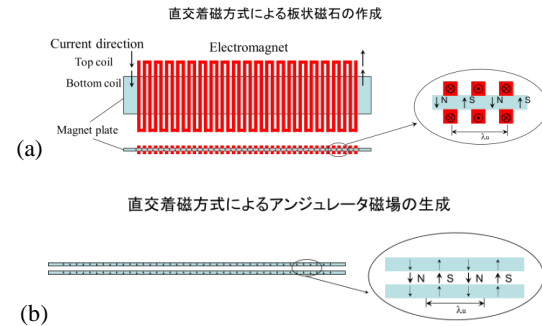 直交着磁方式による板状磁石の作成
(a)
Current direction
Electromagnet
Top coil
Bottom coil
Magnet plate
N S N S
λu
直交着磁方式によるアンジュレータ磁場の生成
(b)
N S N S
λu